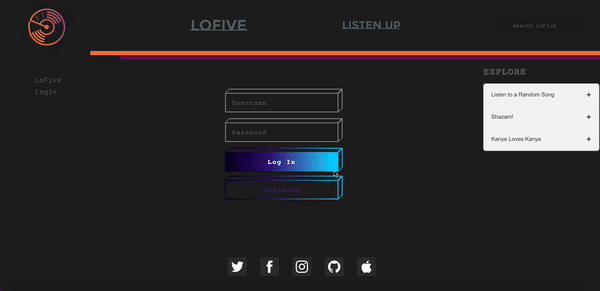 LOFIVE
LISTEN UP
Search LoFive
LoFive
Login
EXPLORE
Listen to a Random Song +
Shazam! +
Kanye Loves Kanye +
Username
Password
Log In
Register